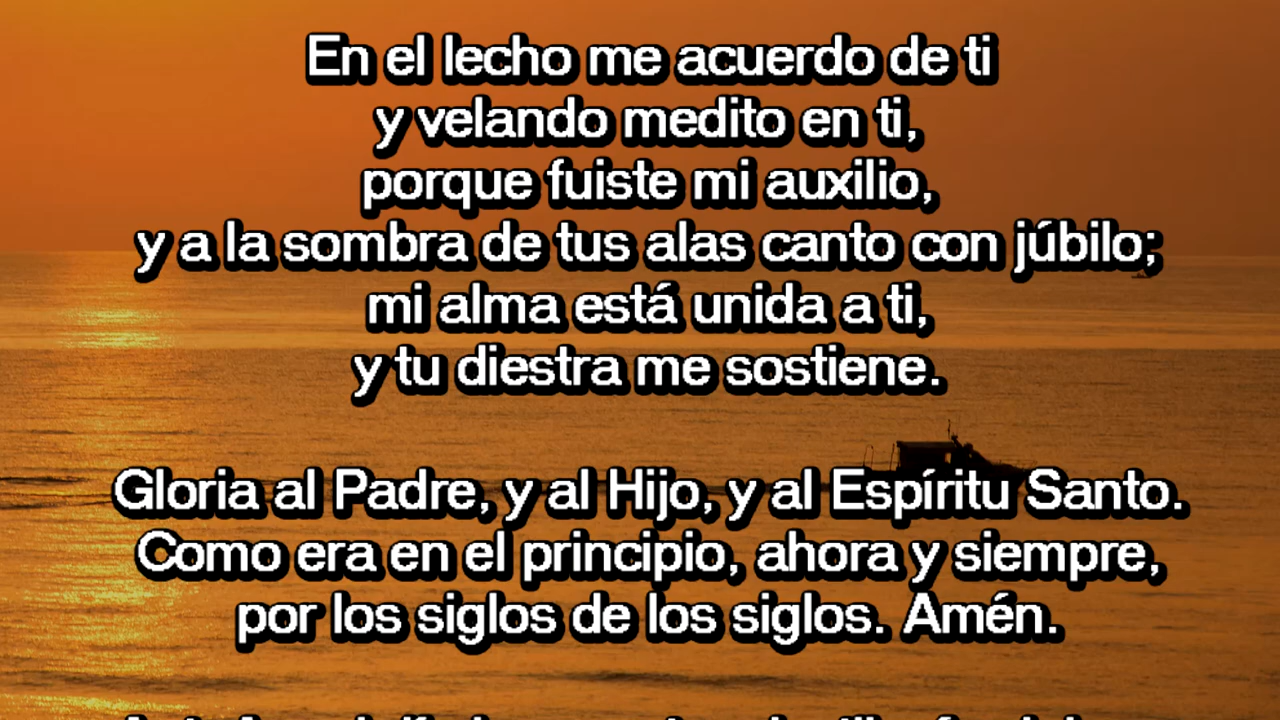 En el lecho me acuerdo de ti
y velando medito en ti,
porque fuiste mi auxilio,
y a la sombra de tus alas canto con júbilo;
mi alma está unida a ti,
y tu diestra me sostiene.
Gloria al Padre, y al Hijo, y al Espíritu Santo.
Como era en el principio, ahora y siempre,
por los siglos de los siglos. Amén.